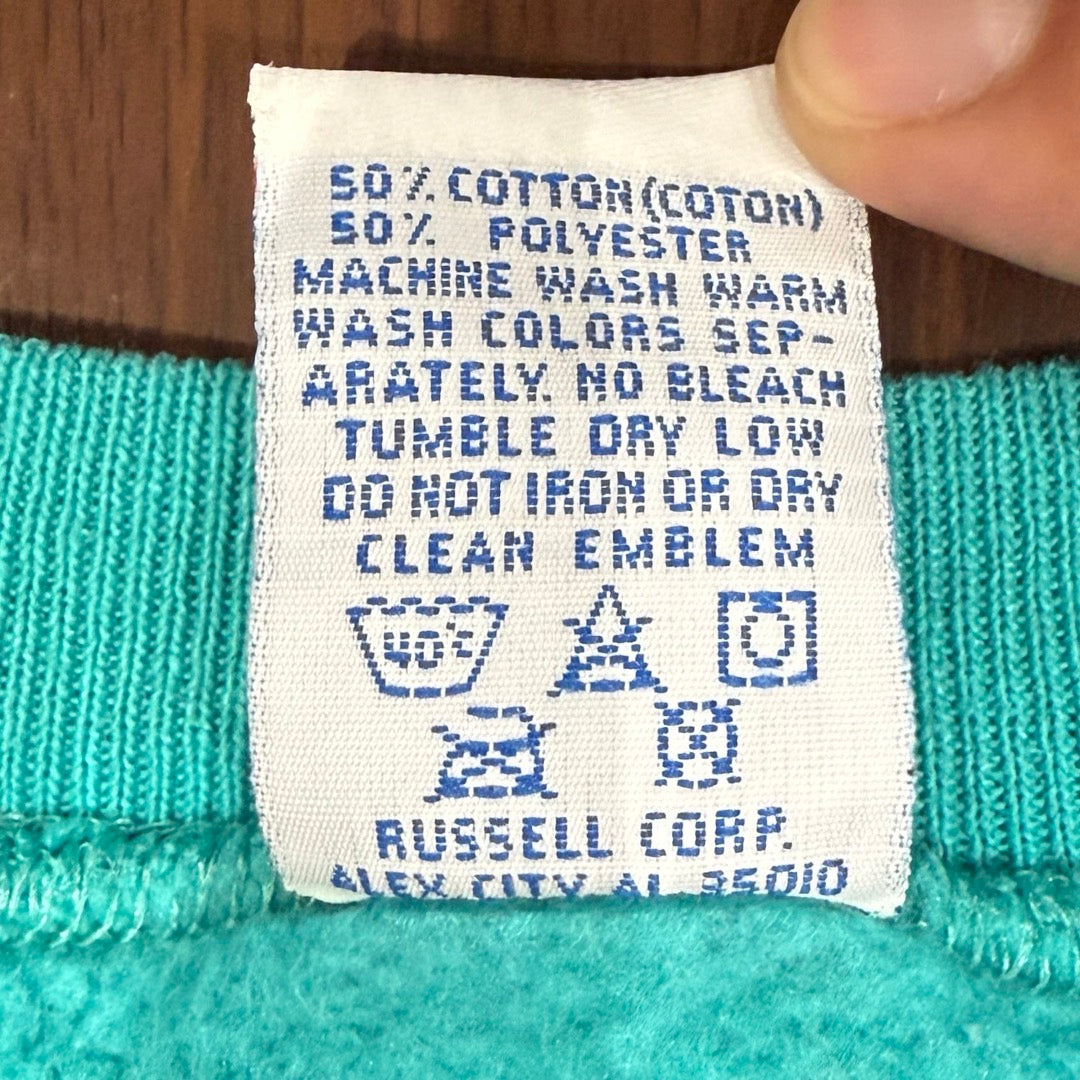 50% COTTON (COTON)
50% POLYESTER
MACHINE WASH WARM
WASH COLORS SEP-
ARATELY. NO BLEACH
TUMBLE DRY LOW
DO NOT IRON OR DRY
CLEAN EMBLEM
40°C
RUSSELL CORP.
ALEX CITY AL 35010